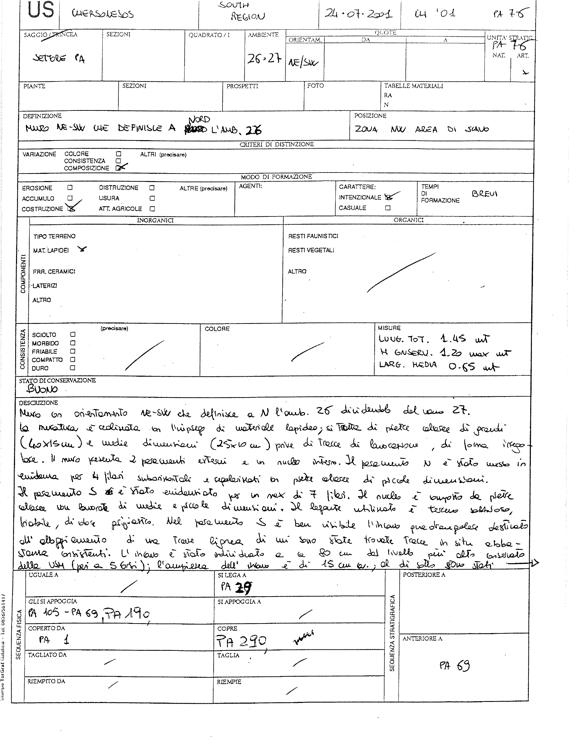 US CHERSONESOS SOUTH REGION 24-07-2001 CH '01 PA 76
SAGGIO/TRINCEA SEZIONI QUADRATO/I AMBIENTE QUOTE UNITA' STRATIG
ORIENTAM. DA A PA 76
SETTORE PA 26-27 NE/SW NAT. ART.
PIANTE SEZIONI PROSPETTI FOTO TABELLE MATERIALI
RA
N
DEFINIZIONE POSIZIONE
NORD
MURO NE-SW CHE DEFINISCE A L'AMB. 26 ZONA NW AREA DI SCAVO
CRITERI DI DISTINZIONE
VARIAZIONE COLORE ALTRI (precisare)
CONSISTENZA
COMPOSIZIONE
MODO DI FORMAZIONE
EROSIONE DISTRUZIONE ALTRE (precisare) AGENTI: CARATTERE: TEMPI DI FORMAZIONE BREVI
ACCUMULO USURA INTENZIONALE
COSTRUZIONE ATT. AGRICOLE CASUALE
INORGANICI ORGANICI
COMPONENTI
TIPO TERRENO RESTI FAUNISTICI
MAT. LAPIDEI RESTI VEGETALI
FRR. CERAMICI ALTRO
LATERIZI
ALTRO
CONSISTENZA
(precisare) COLORE MISURE
SCIOLTO
MORBIDO
FRIABILE
COMPATTO
DURO
LUNG. TOT. 1.45 mt
H CONSERV. 1.20 max mt
LARG. MEDIA 0.65 mt
STATO DI CONSERVAZIONE
BUONO
DESCRIZIONE
Muro con orientamento NE-SW che definisce a N l'amb. 26 dividendolo dal vano 27.
La muratura è realizzata con l'impiego di materiale lapideo; si tratta di pietre calcaree di grandi
(40x15 cm) e medie dimensioni (25x10 cm) prive di tracce di lavorazione, di forma irrego
lare. Il muro presenta 2 paramenti esterni e un nucleo interno. Il paramento N è stato messo in
evidenza per 4 filari suborizzontali e regolarizzati con pietre calcaree di piccole dimensioni.
Il paramento S è stato evidenziato per un max di 7 filari. Il nucleo è composto da pietre
calcaree non lavorate di medie e piccole dimensioni. Il legante utilizzato è terreno sabbioso,
friabile, di color grigiastro. Nel paramento S è ben visibile l'incavo quadrangolare destinato
all'alloggiamento di una trave lignea di cui sono state trovate tracce in situ abba-
stanza consistenti. L'incavo è stato individuato a ca 80 cm dal livello più alto conservato
della USM (pari a 5 filari); l'ampiezza dell'incavo è di 15 cm ca.; al di sotto sono stati
SEQUENZA FISICA
UGUALE A SI LEGA A POSTERIORE A
PA 29
GLI SI APPOGGIA SI APPOGGIA A
PA 105-PA 69, PA 190
SEQUENZA STRATIGRAFICA
COPERTO DA COPRE ANTERIORE A
PA 1 PA 290
TAGLIATO DA TAGLIA PA 69
RIEMPITO DA RIEMPIE